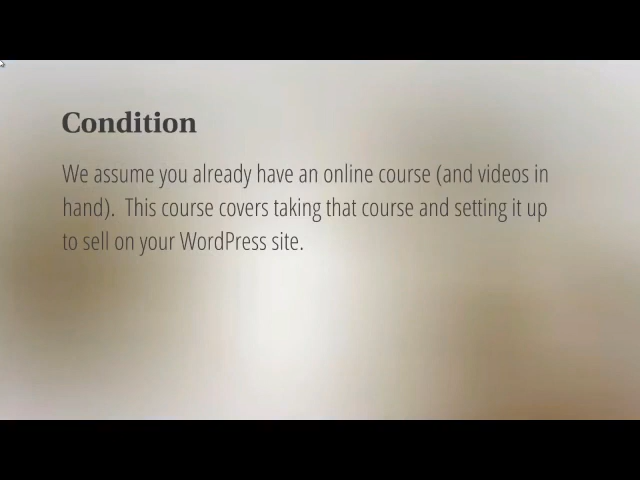 Condition
We assume you already have an online course (and videos in
hand).  This course covers taking that course and setting it up
to sell on your WordPress site.